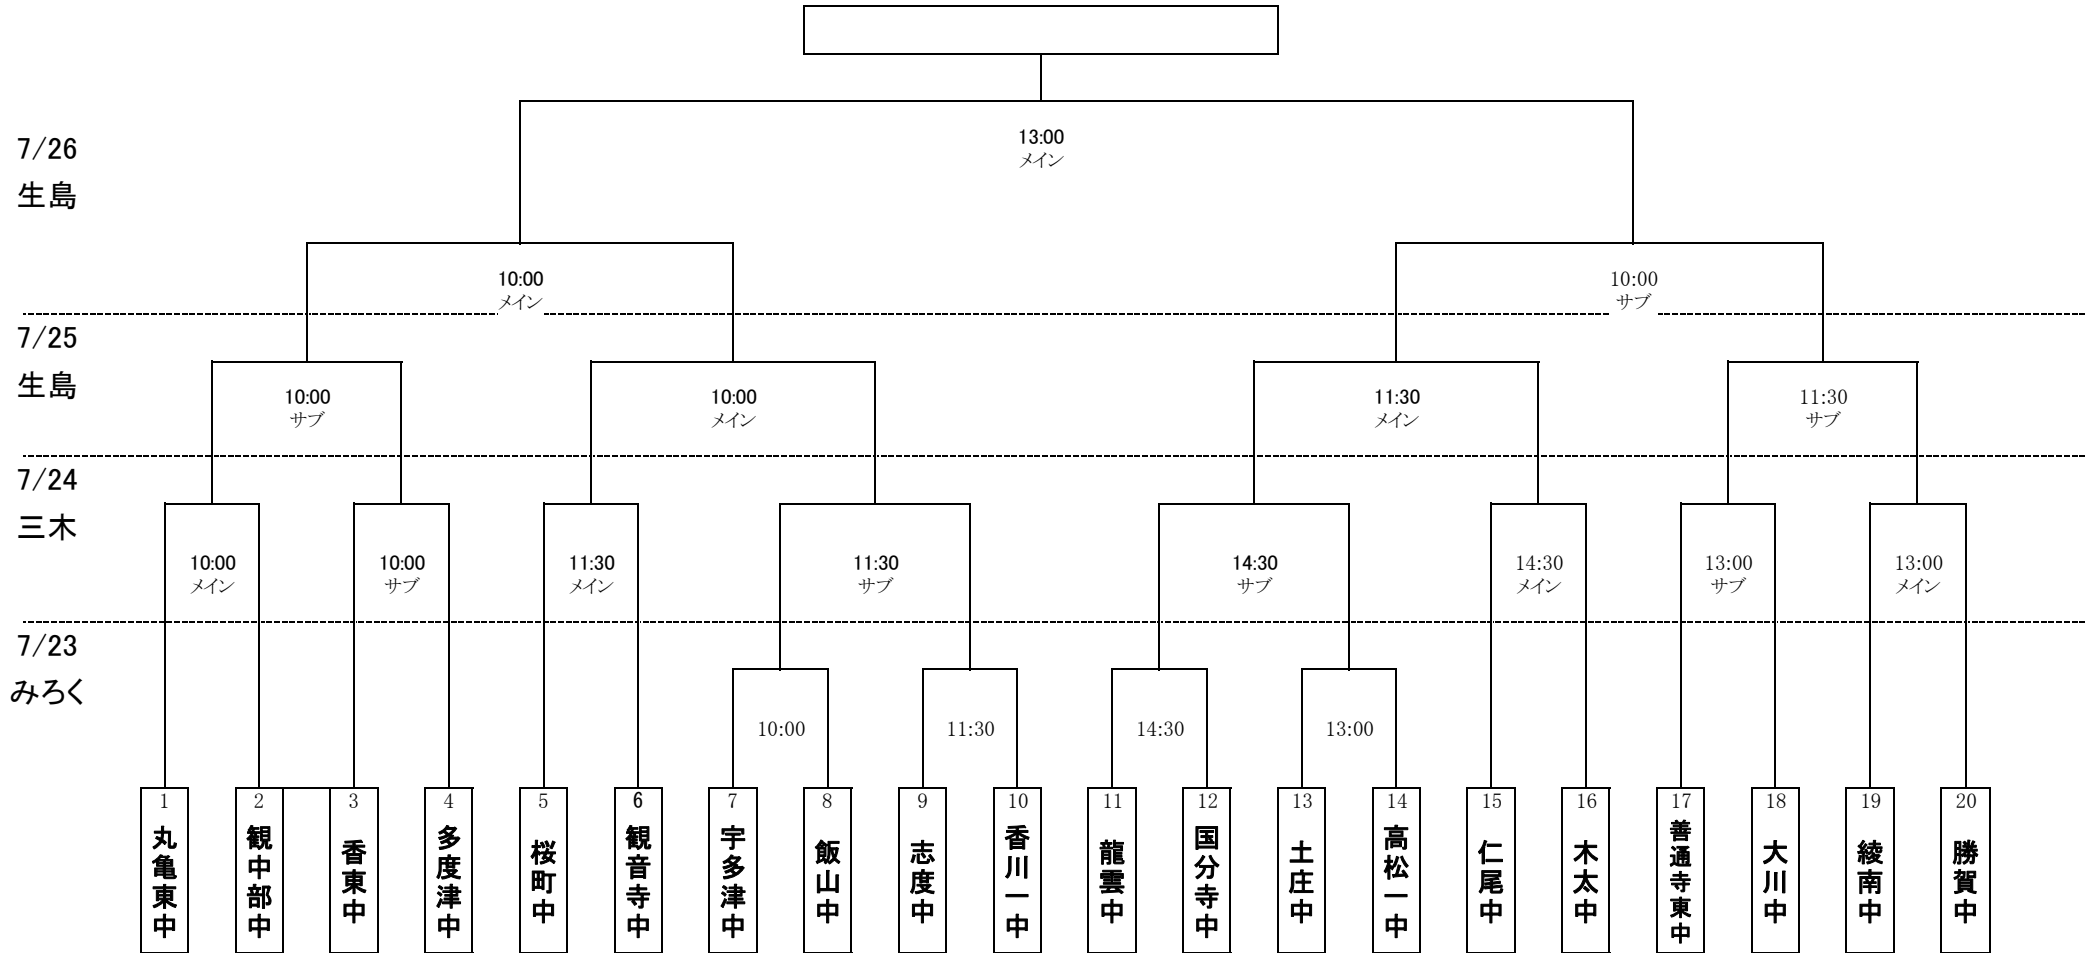 7/26
生島
13:00
メイン
10:00
メイン
10:00
サブ
7/25
生島
10:00
サブ
10:00
メイン
11:30
メイン
11:30
サブ
7/24
三木
10:00
メイン
10:00
サブ
11:30
メイン
11:30
サブ
14:30
サブ
14:30
メイン
13:00
サブ
13:00
メイン
7/23
みろく
10:00
11:30
14:30
13:00
1
丸亀東中
2
観中部中
3
香東中
4
多度津中
5
桜町中
6
観音寺中
7
宇多津中
8
飯山中
9
志度中
10
香川一中
11
龍雲中
12
国分寺中
13
土庄中
14
高松一中
15
仁尾中
16
木太中
17
善通寺東中
18
大川中
19
綾南中
20
勝賀中